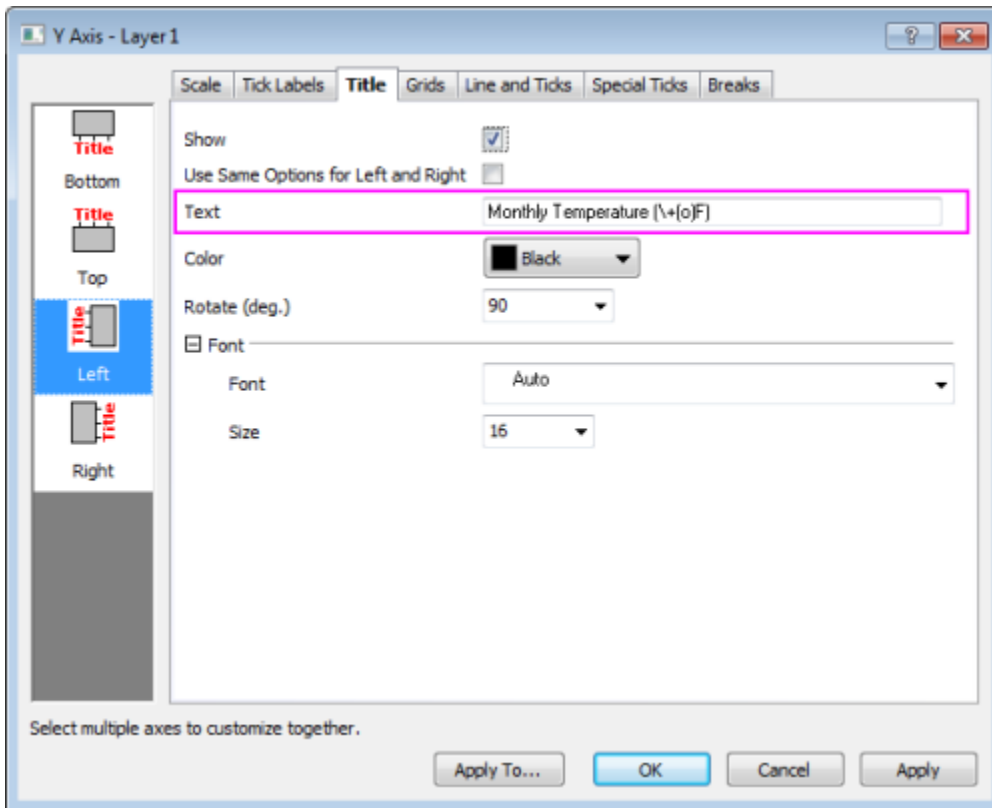 Y Axis - Layer 1
Scale Tick Labels Title Grids Line and Ticks Special Ticks Breaks
Title
Bottom
Title
Top
Title
Left
Title
Right
Show
Use Same Options for Left and Right
Text Monthly Temperature (\+(o)F)
Color Black
Rotate (deg.) 90
Font
Font Auto
Size 16
Select multiple axes to customize together.
Apply To... OK Cancel Apply